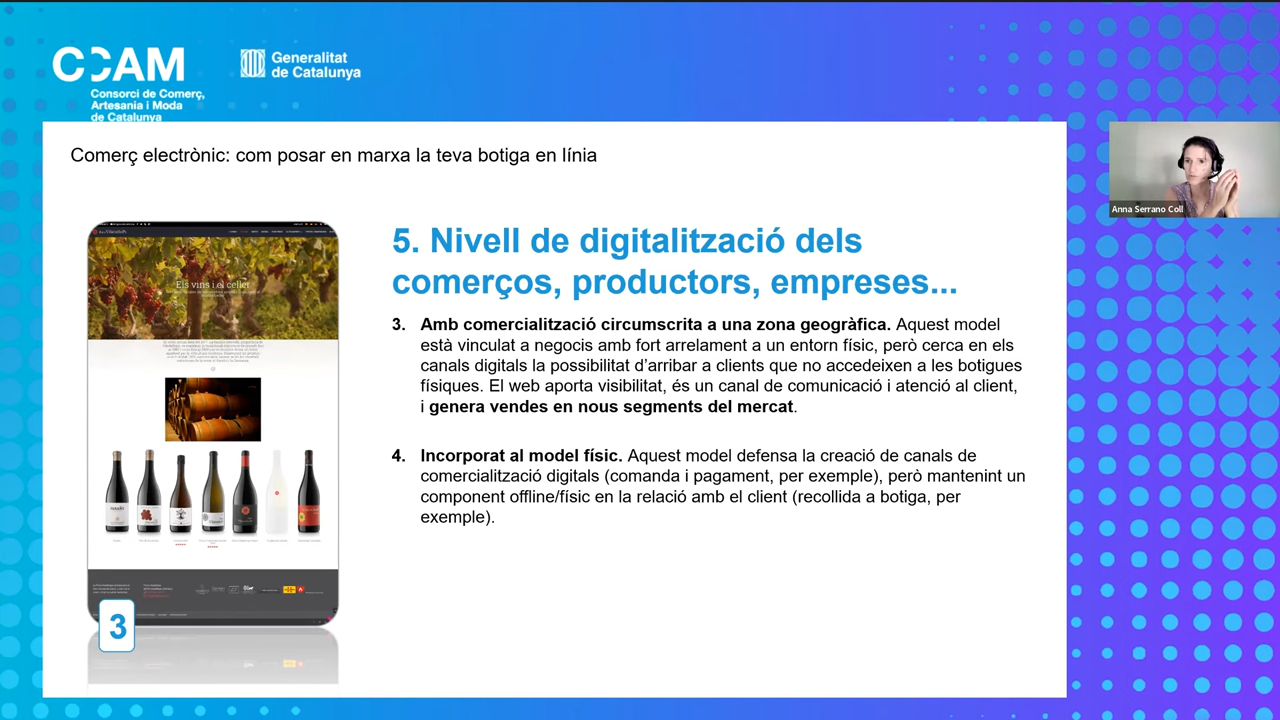 CCAM
Consorci de Comerç,
Artesania i Moda
de Catalunya
Generalitat
de Catalunya
Comerç electrònic: com posar en marxa la teva botiga en línia
Anna Serrano Coll
5. Nivell de digitalització dels
comerços, productors, empreses...
3. Amb comercialització circumscrita a una zona geogràfica. Aquest model
està vinculat a negocis amb arrelament a un entorn físic, però cerca en els
canals digitals la possibilitat d’arribar a clients que no accedeixen a les botigues
físiques. El web aporta visibilitat, és un canal de comunicació i atenció al client,
i genera vendes en nous segments del mercat.
4. Incorporat al model físic. Aquest model defensa la creació de canals de
comercialització digitals (comanda i pagament, per exemple), però mantenint un
component offline/físic en la relació amb el client (recollida a botiga, per
exemple).
Els vins i el celler
3